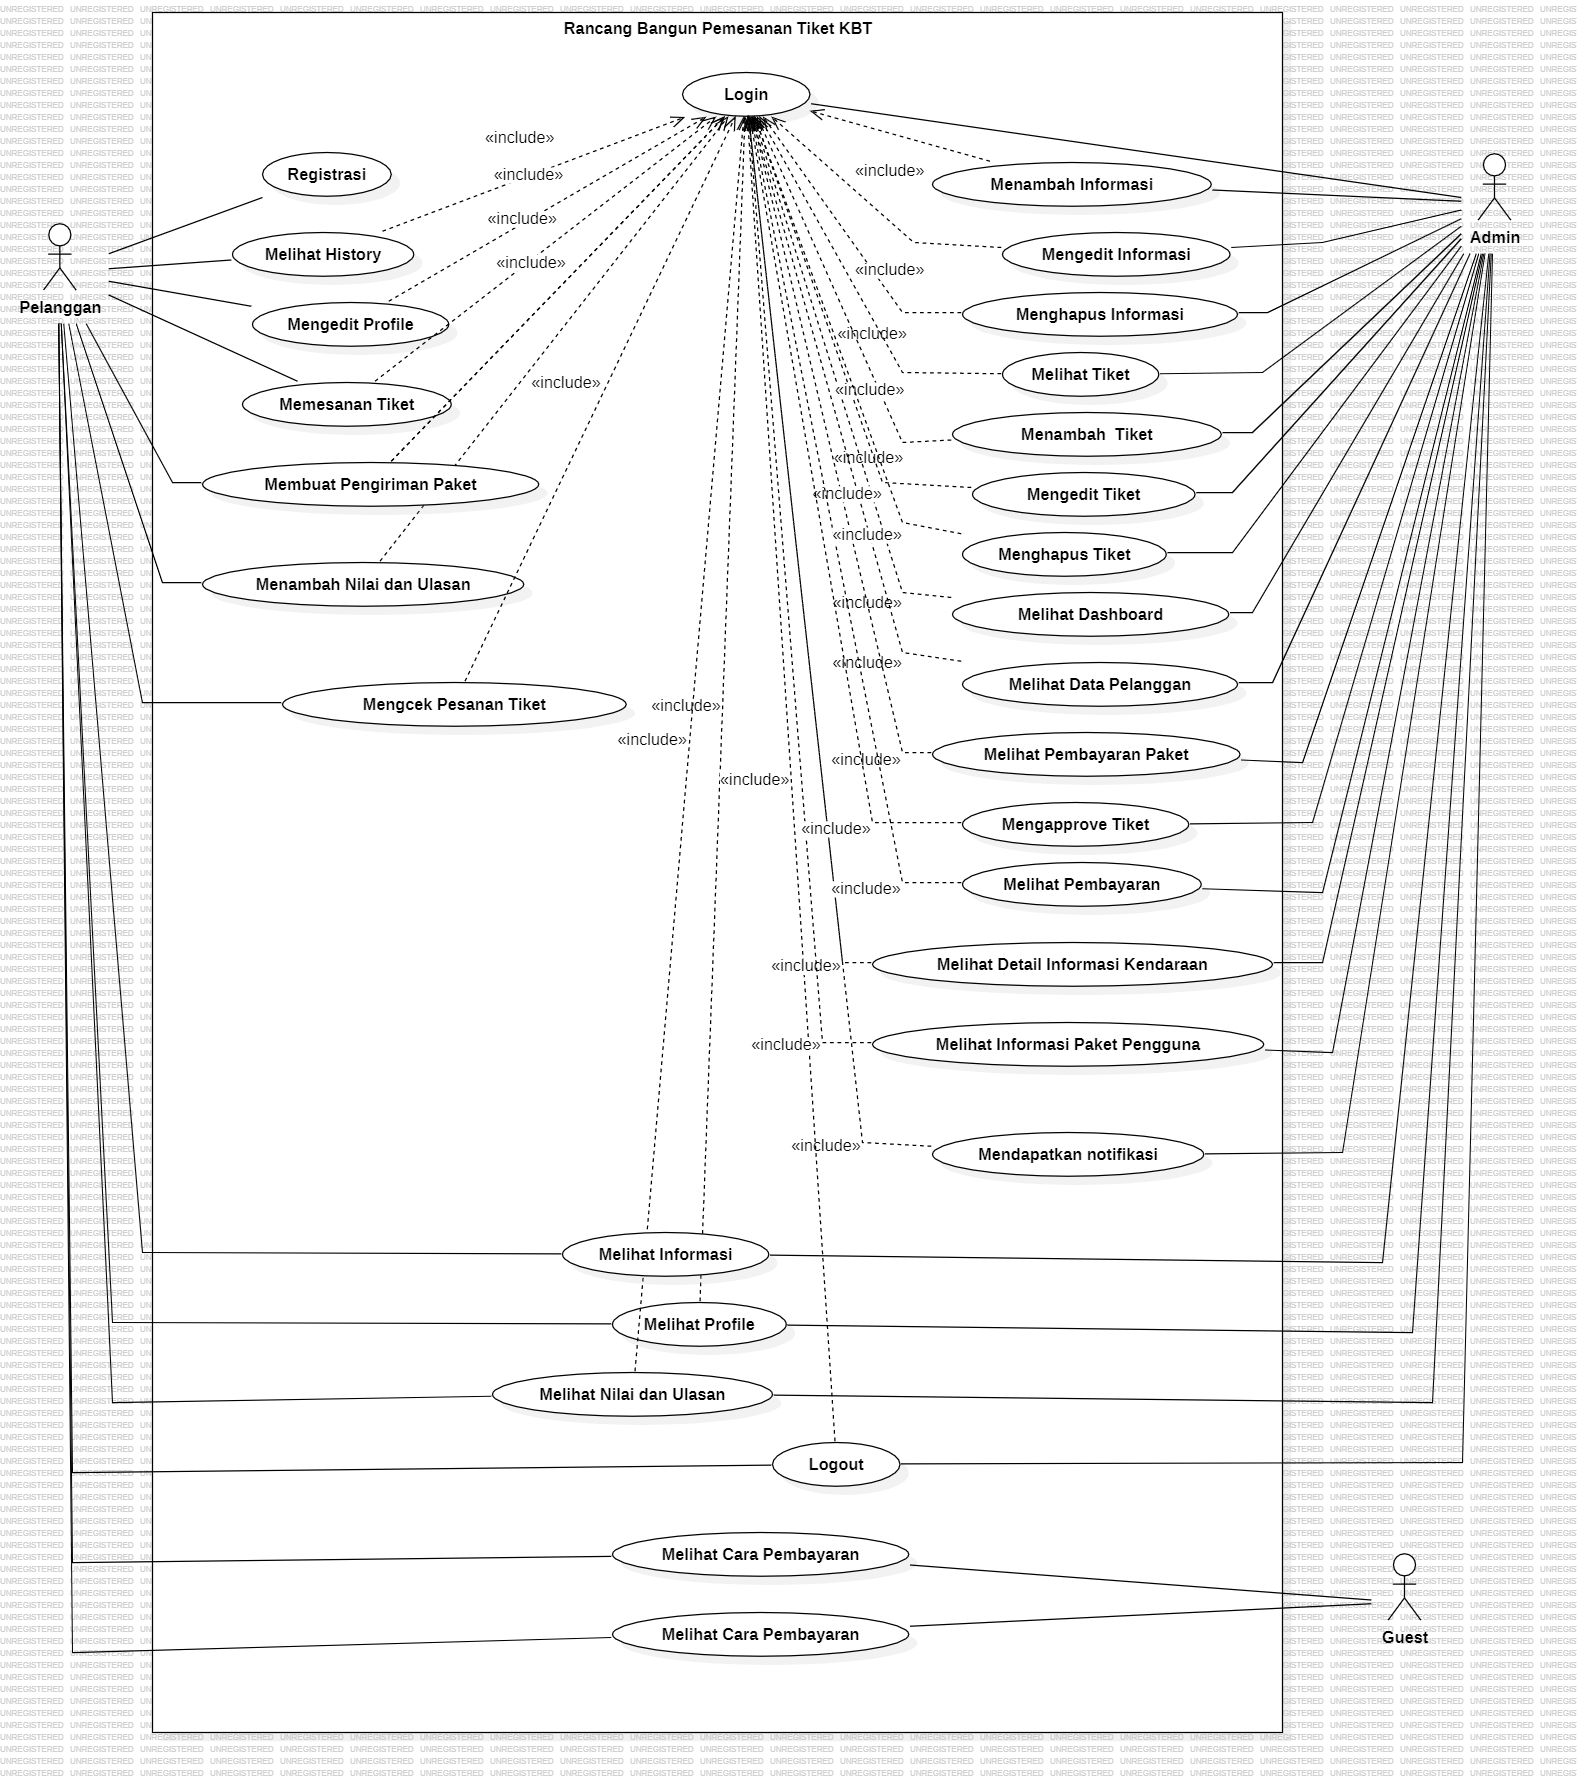 Rancang Bangun Pemesanan Tiket KBT
Login
«include»
«include»
«include»
Registrasi
Menambah Informasi
«include»
Admin
Melihat History
Mengedit Informasi
«include»
«include»
Pelanggan
Menghapus Informasi
Mengedit Profile
«include»
Melihat Tiket
«include»
«include»
Memesanan Tiket
Menambah  Tiket
«include»
Membuat Pengiriman Paket
«include»
Mengedit Tiket
«include»
Menghapus Tiket
Menambah Nilai dan Ulasan
«include»
Melihat Dashboard
«include»
Melihat Data Pelanggan
Mengcek Pesanan Tiket
«include»
«include»
Melihat Pembayaran Paket
«include»
«include»
Mengapprove Tiket
«include»
Melihat Pembayaran
«include»
Melihat Detail Informasi Kendaraan
«include»
Melihat Informasi Paket Pengguna
«include»
Mendapatkan notifikasi
«include»
Melihat Informasi
Melihat Profile
Melihat Nilai dan Ulasan
Logout
Melihat Cara Pembayaran
Melihat Cara Pembayaran
Guest
UNREGISTERED